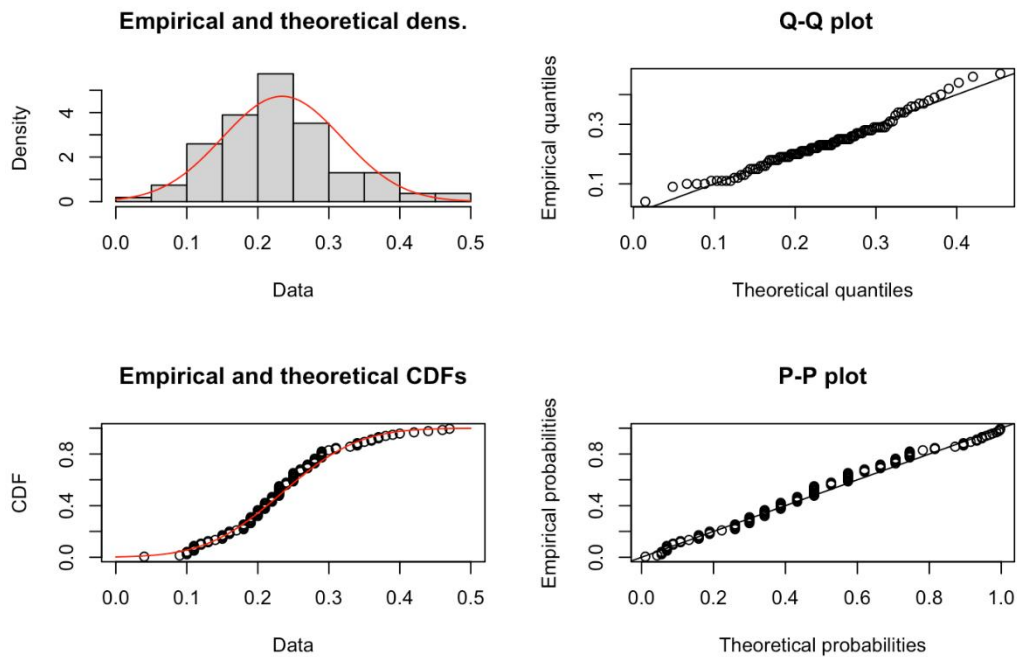 Empirical and theoretical dens.
Density
0 2 4
0.0 0.1 0.2 0.3 0.4 0.5
Data
Q-Q plot
Empirical quantiles
0.1 0.3
0.0 0.1 0.2 0.3 0.4
Theoretical quantiles
Empirical and theoretical CDFs
CDF
0.0 0.4 0.8
0.0 0.1 0.2 0.3 0.4 0.5
Data
P-P plot
Empirical probabilities
0.0 0.4 0.8
0.0 0.2 0.4 0.6 0.8 1.0
Theoretical probabilities